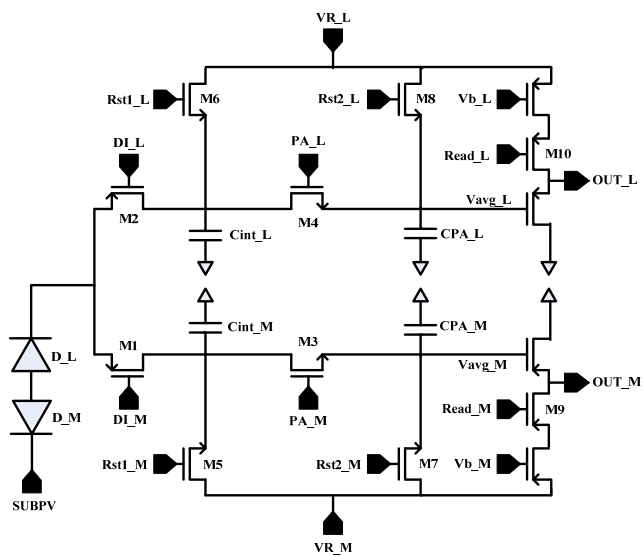 VR_L
Rst1_L
M6
Rst2_L
M8
Vb_L
DI_L
PA_L
Read_L
M10
OUT_L
M2
M4
Vavg_L
Cint_L
CPA_L
Cint_M
CPA_M
D_L
M1
M3
Vavg_M
OUT_M
D_M
DI_M
PA_M
Read_M
M9
Rst1_M
M5
Rst2_M
M7
Vb_M
SUBPV
VR_M